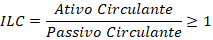 ILC = Ativo Circulante / Passivo Circulante ≥ 1